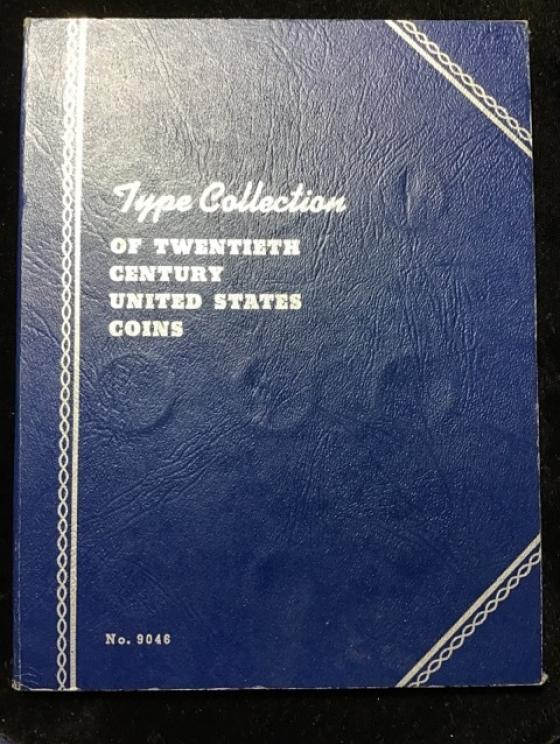 Type Collection
OF TWENTIETH
CENTURY
UNITED STATES
COINS
No. 9046